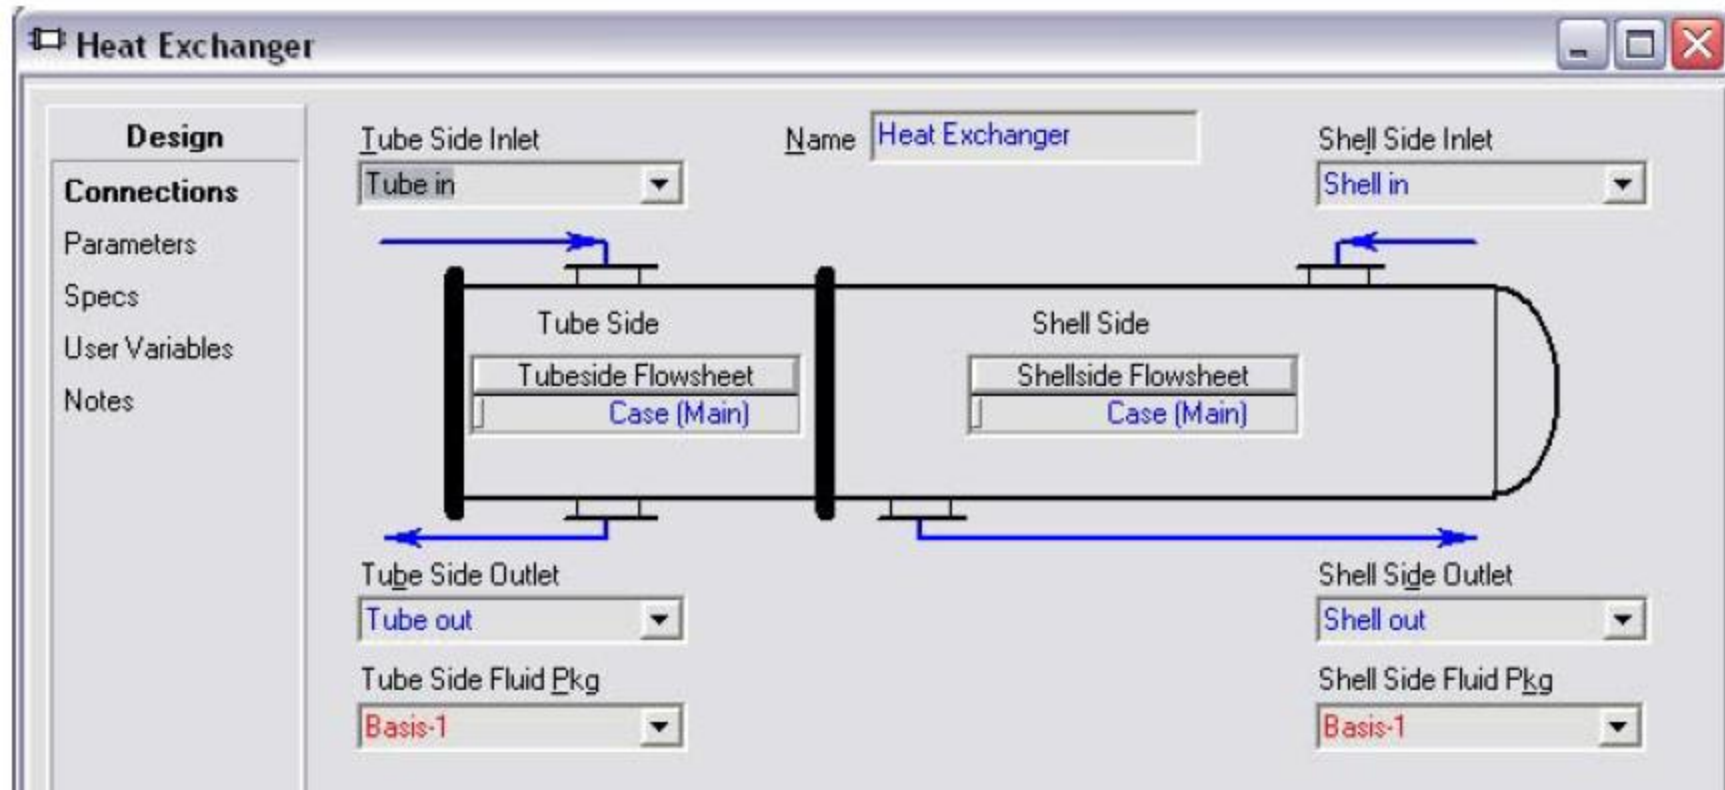 Heat Exchanger
Design
Connections
Parameters
Specs
User Variables
Notes
Tube Side Inlet
Tube in
Name Heat Exchanger
Shell Side Inlet
Shell in
Tube Side
Tubeside Flowsheet
Case (Main)
Shell Side
Shellside Flowsheet
Case (Main)
Tube Side Outlet
Tube out
Shell Side Outlet
Shell out
Tube Side Fluid Pkg
Basis-1
Shell Side Fluid Pkg
Basis-1